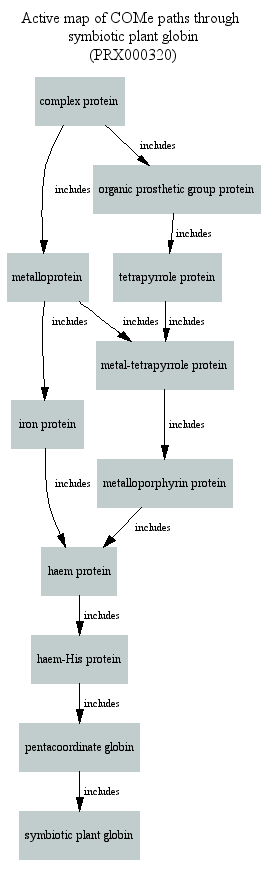 Active map of COMe paths through
symbiotic plant globin
(PRX000320)
complex protein
includes
includes
organic prosthetic group protein
includes
metalloprotein
tetrapyrrole protein
includes
includes
includes
metal-tetrapyrrole protein
iron protein
includes
metalloporphyrin protein
includes
includes
haem protein
includes
haem-His protein
includes
pentacoordinate globin
includes
symbiotic plant globin